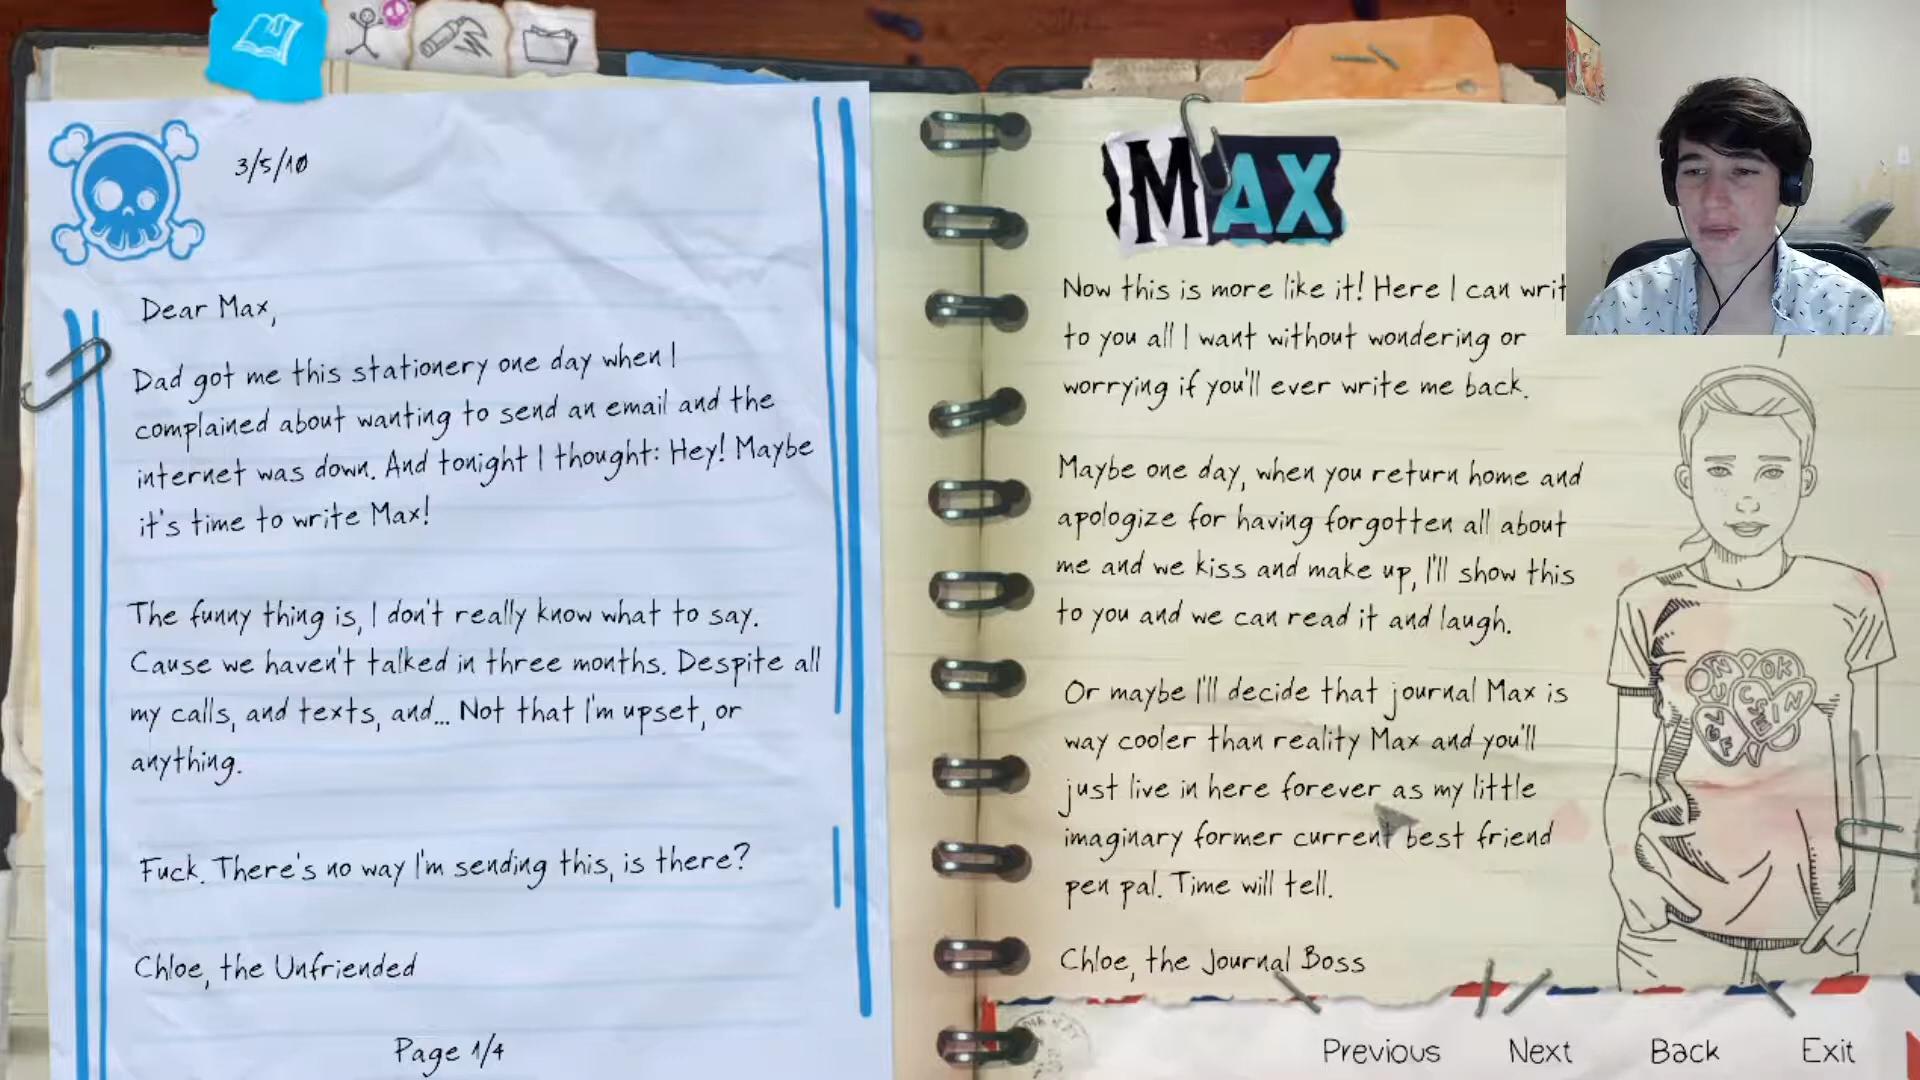 3/5/10
Dear Max,
Dad got me this stationery one day when I
complained about wanting to send an email and the
internet was down. And tonight I thought: Hey! Maybe
it's time to write Max!
The funny thing is, I don't really know what to say.
Cause we haven't talked in three months. Despite all
my calls, and texts, and... Not that I'm upset, or
anything.
Fuck. There's no way I'm sending this, is there?
Chloe, the Unfriended
Page 1/4
MAX
Now this is more like it! Here I can writ
to you all I want without wondering or
worrying if you'll ever write me back.
Maybe one day, when you return home and
apologize for having forgotten all about
me and we kiss and make up, I'll show this
to you and we can read it and laugh.
Or maybe I'll decide that journal Max is
way cooler than reality Max and you'll
just live in here forever as my little
imaginary former current best friend
pen pal. Time will tell.
Chloe, the Journal Boss
Previous Next Back Exit